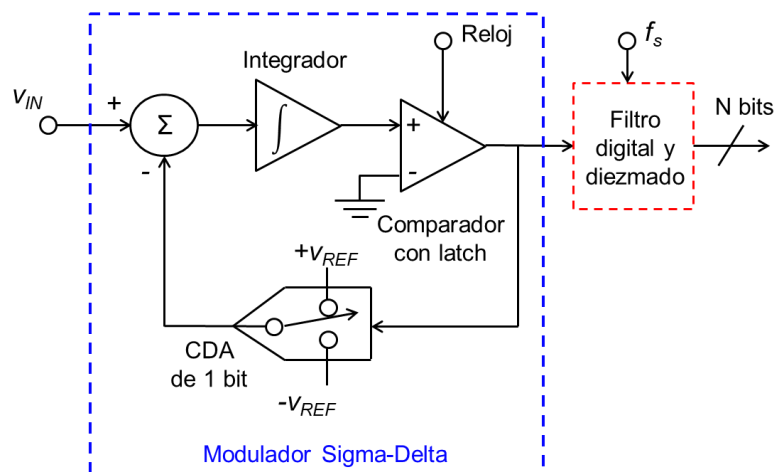 Reloj
f_s
Integrador
v_IN
+
Σ
-
∫
+
-
Filtro
digital y
diezmado
N bits
Comparador
con latch
+v_REF
CDA
de 1 bit
-v_REF
Modulador Sigma-Delta